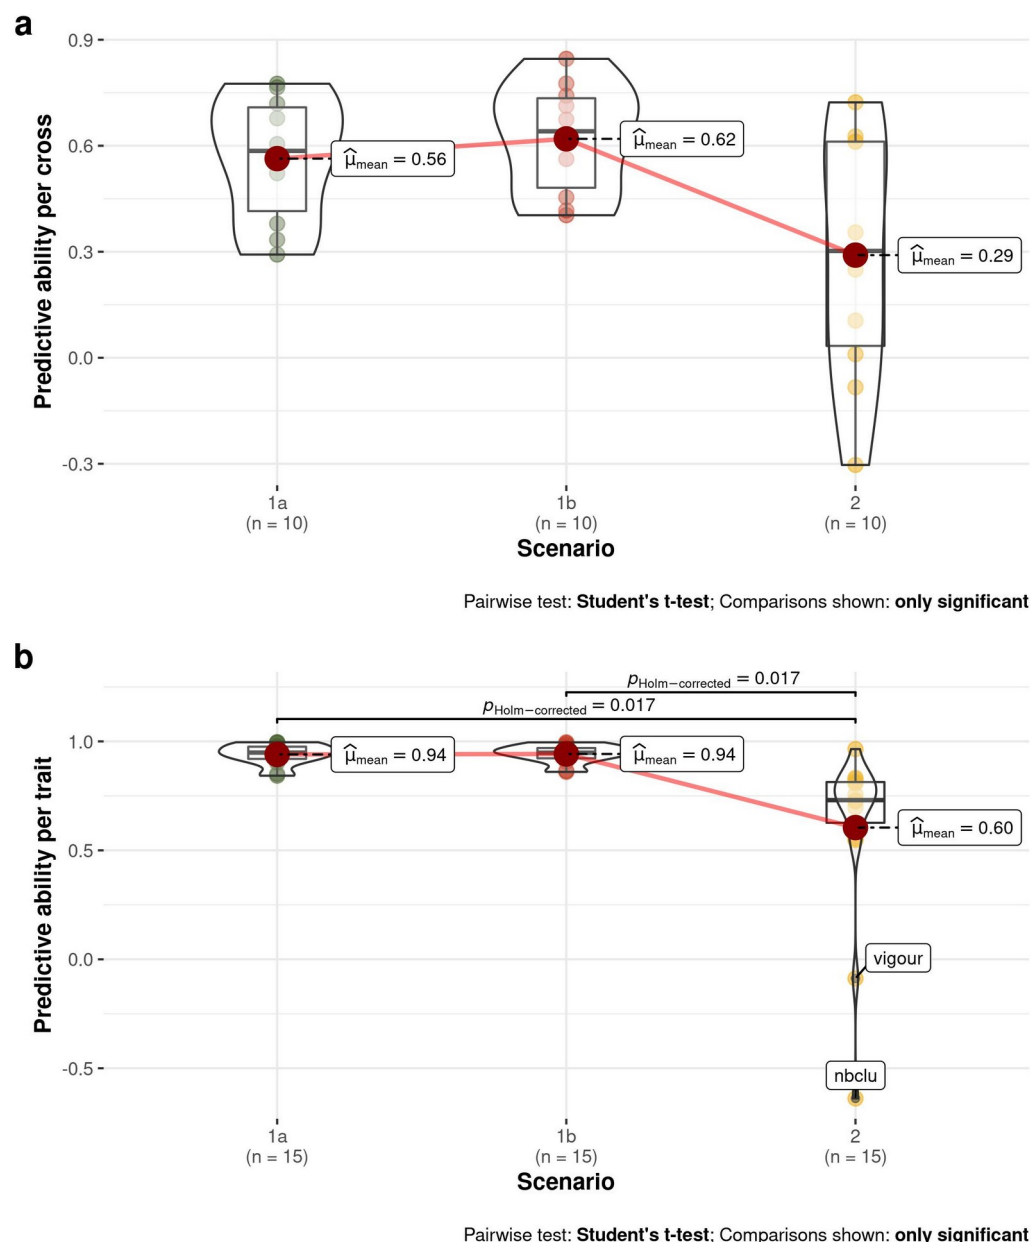 a
0.9
0.6
0.3
0.0
-0.3
Predictive ability per cross
μ̂mean = 0.56
μ̂mean = 0.62
μ̂mean = 0.29
1a
(n = 10)
1b
(n = 10)
2
(n = 10)
Scenario
Pairwise test: Student's t-test; Comparisons shown: only significant
b
pHolm−corrected = 0.017
pHolm−corrected = 0.017
1.0
0.5
0.0
-0.5
Predictive ability per trait
μ̂mean = 0.94
μ̂mean = 0.94
μ̂mean = 0.60
vigour
nbclu
1a
(n = 15)
1b
(n = 15)
2
(n = 15)
Scenario
Pairwise test: Student's t-test; Comparisons shown: only significant